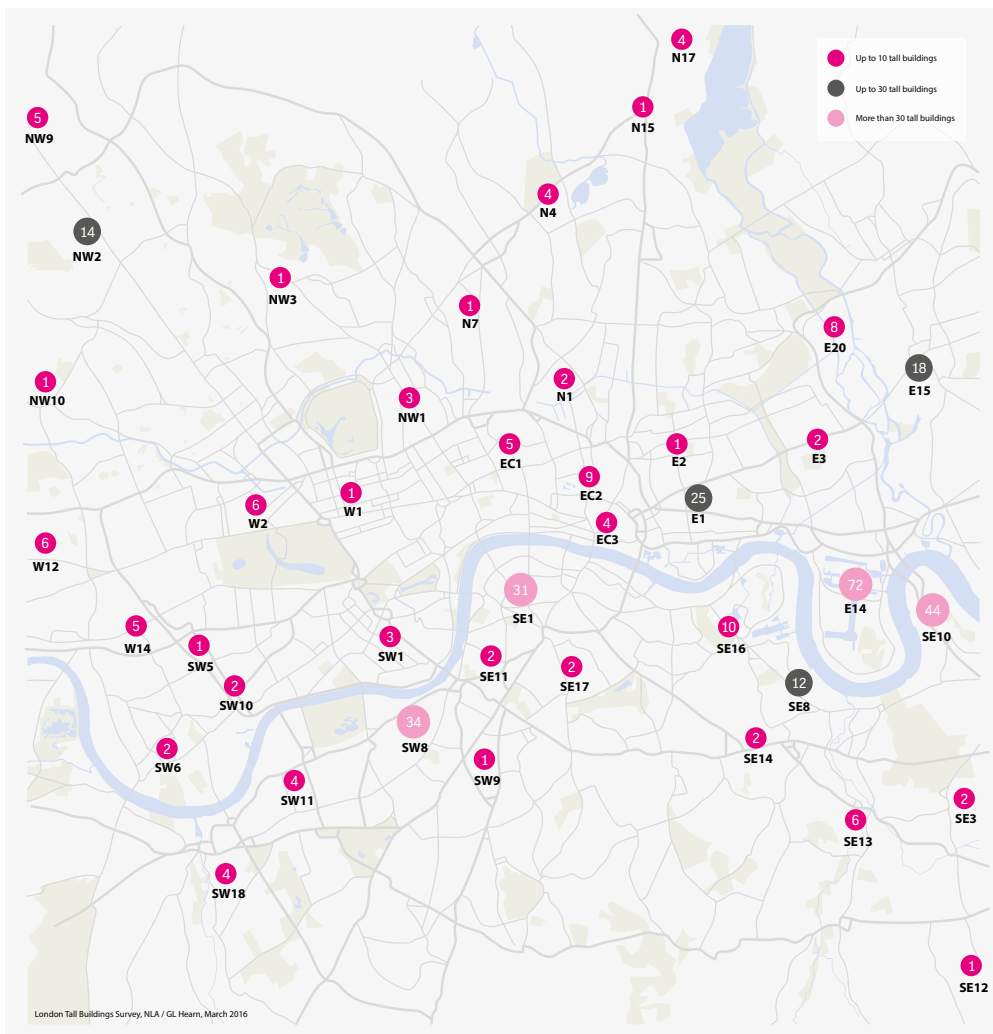 4
N17
Up to 10 tall buildings
Up to 30 tall buildings
More than 30 tall buildings
5
NW9
1
N15
4
N4
14
NW2
1
NW3
1
N7
8
E20
18
E15
1
NW10
2
N1
3
NW1
5
EC1
1
E2
2
E3
9
EC2
1
W1
6
W2
25
E1
4
EC3
6
W12
31
SE1
72
E14
44
SE10
5
W14
1
SW5
3
SW1
10
SE16
2
SE11
2
SE17
2
SW10
12
SE8
34
SW8
2
SW6
2
SE14
1
SW9
4
SW11
2
SE3
6
SE13
4
SW18
1
SE12
London Tall Buildings Survey, NLA / GL Hearn, March 2016